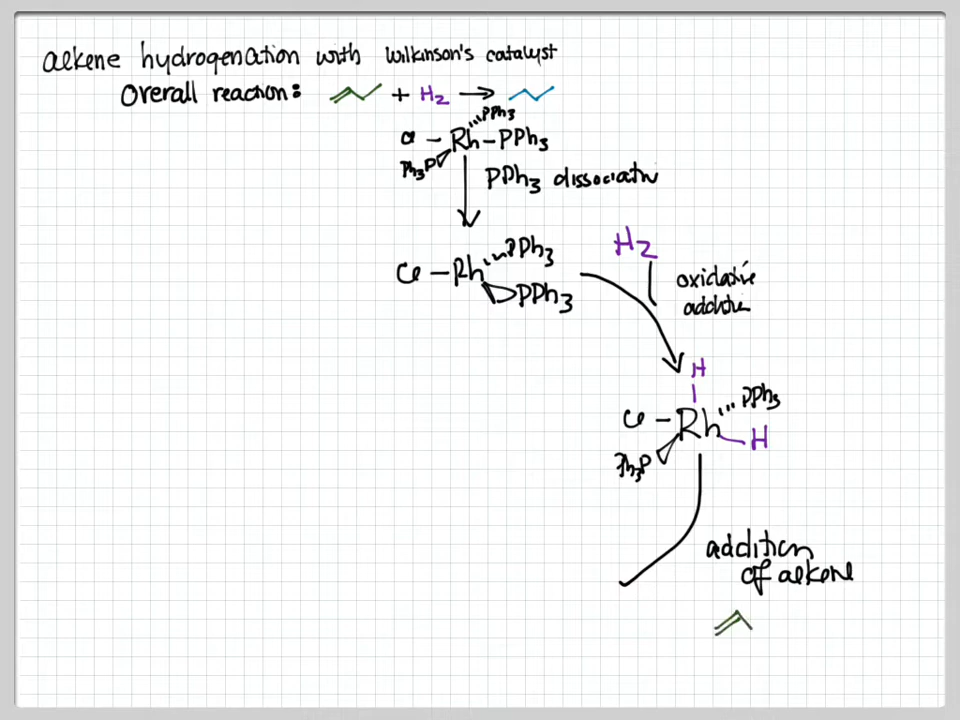 alkene hydrogenation with Wilkinson's catalyst
Overall reaction: + H2 →
PPh3
Cl - Rh - PPh3
Ph3P
PPh3 dissociatn
PPh3
Cl - Rh
PPh3
H2
oxidative
addition
H
PPh3
Cl - Rh
H
Ph3P
addition
of alkene